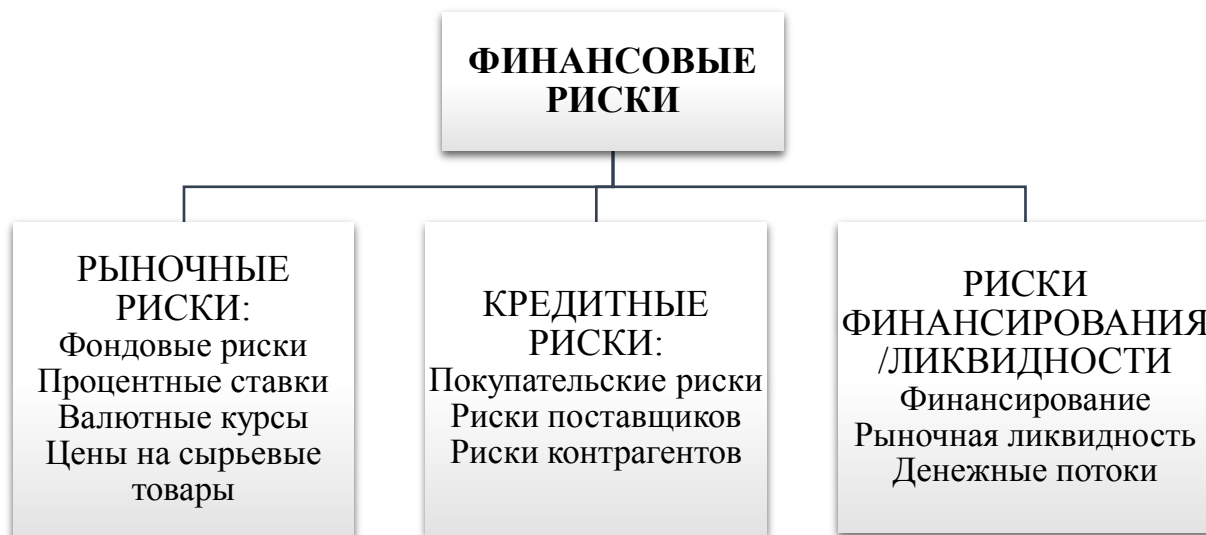 ФИНАНСОВЫЕ
РИСКИ
РЫНОЧНЫЕ
РИСКИ:
Фондовые риски
Процентные ставки
Валютные курсы
Цены на сырьевые
товары
КРЕДИТНЫЕ
РИСКИ:
Покупательские риски
Риски поставщиков
Риски контрагентов
РИСКИ
ФИНАНСИРОВАНИЯ
/ЛИКВИДНОСТИ
Финансирование
Рыночная ликвидность
Денежные потоки